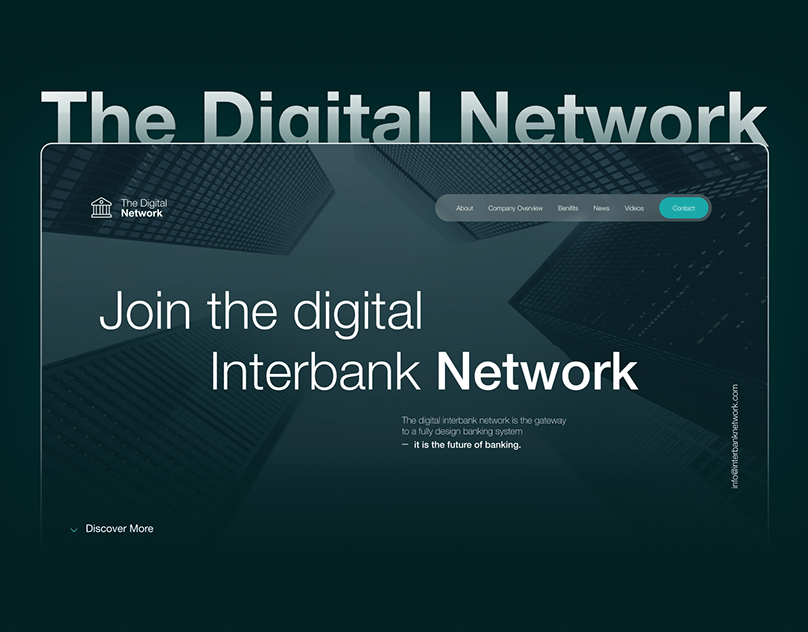 The Digital Network
The Digital
Network
About Company Overview Benifits News Videos Contact
Join the digital
Interbank Network
The digital interbank network is the gateway
to a fully design banking system
– it is the future of banking.
info@interbanknetwork.com
Discover More